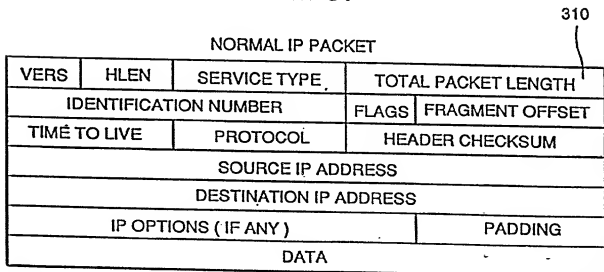 310
NORMAL IP PACKET
VERS HLEN SERVICE TYPE TOTAL PACKET LENGTH
IDENTIFICATION NUMBER FLAGS FRAGMENT OFFSET
TIME TO LIVE PROTOCOL HEADER CHECKSUM
SOURCE IP ADDRESS
DESTINATION IP ADDRESS
IP OPTIONS ( IF ANY ) PADDING
DATA